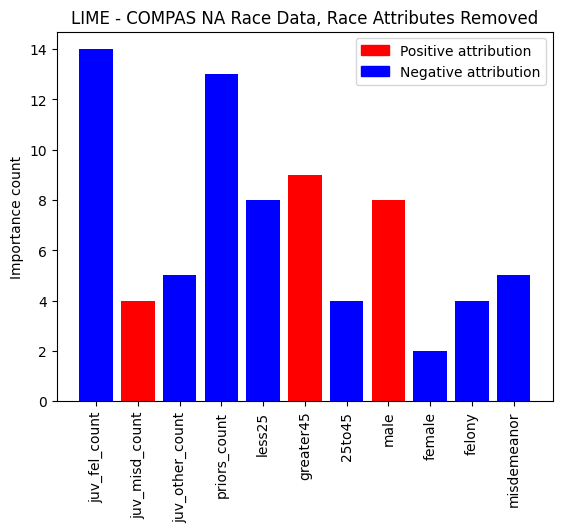 LIME - COMPAS NA Race Data, Race Attributes Removed
Positive attribution
Negative attribution
Importance count
14
12
10
8
6
4
2
0
juv_fel_count
juv_misd_count
juv_other_count
priors_count
less25
greater45
25to45
male
female
felony
misdemeanor